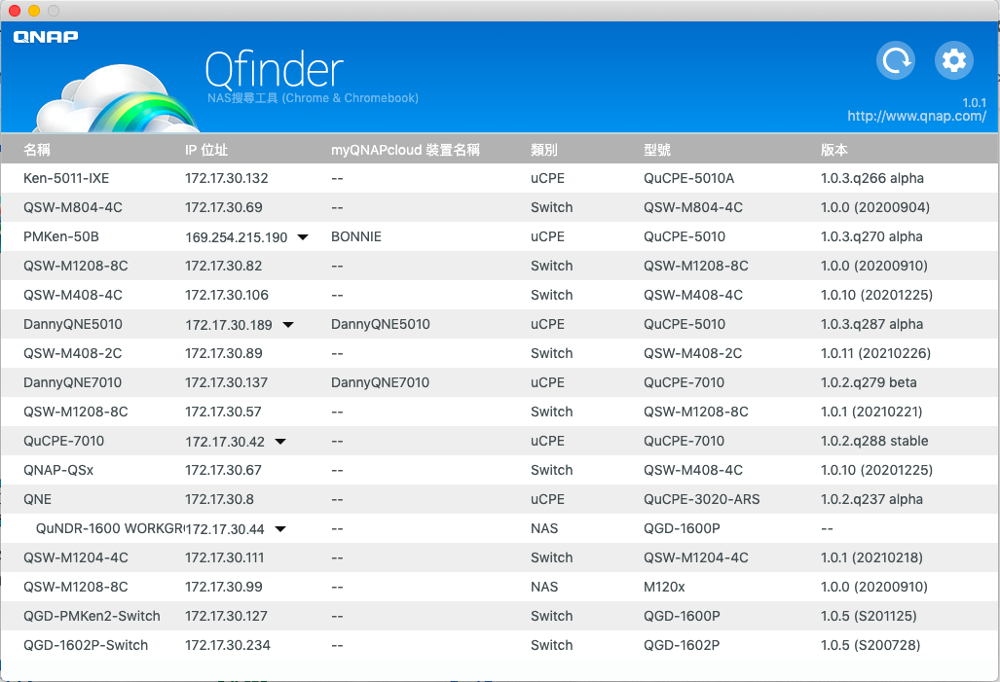 QNAP
Qfinder
NAS搜尋工具 (Chrome & Chromebook)
1.0.1
http://www.qnap.com/
名稱 IP 位址 myQNAPcloud 裝置名稱 類別 型號 版本
Ken-5011-IXE 172.17.30.132 -- uCPE QuCPE-5010A 1.0.3.q266 alpha
QSW-M804-4C 172.17.30.69 -- Switch QSW-M804-4C 1.0.0 (20200904)
PMKen-50B 169.254.215.190 BONNIE uCPE QuCPE-5010 1.0.3.q270 alpha
QSW-M1208-8C 172.17.30.82 -- Switch QSW-M1208-8C 1.0.0 (20200910)
QSW-M408-4C 172.17.30.106 -- Switch QSW-M408-4C 1.0.10 (20201225)
DannyQNE5010 172.17.30.189 DannyQNE5010 uCPE QuCPE-5010 1.0.3.q287 alpha
QSW-M408-2C 172.17.30.89 -- Switch QSW-M408-2C 1.0.11 (20210226)
DannyQNE7010 172.17.30.137 DannyQNE7010 uCPE QuCPE-7010 1.0.2.q279 beta
QSW-M1208-8C 172.17.30.57 -- Switch QSW-M1208-8C 1.0.1 (20210221)
QuCPE-7010 172.17.30.42 -- uCPE QuCPE-7010 1.0.2.q288 stable
QNAP-QSx 172.17.30.67 -- Switch QSW-M408-4C 1.0.10 (20201225)
QNE 172.17.30.8 -- uCPE QuCPE-3020-ARS 1.0.2.q237 alpha
QuNDR-1600 WORKGR 172.17.30.44 -- NAS QGD-1600P --
QSW-M1204-4C 172.17.30.111 -- Switch QSW-M1204-4C 1.0.1 (20210218)
QSW-M1208-8C 172.17.30.99 -- NAS M120x 1.0.0 (20200910)
QGD-PMKen2-Switch 172.17.30.127 -- Switch QGD-1600P 1.0.5 (S201125)
QGD-1602P-Switch 172.17.30.234 -- Switch QGD-1602P 1.0.5 (S200728)